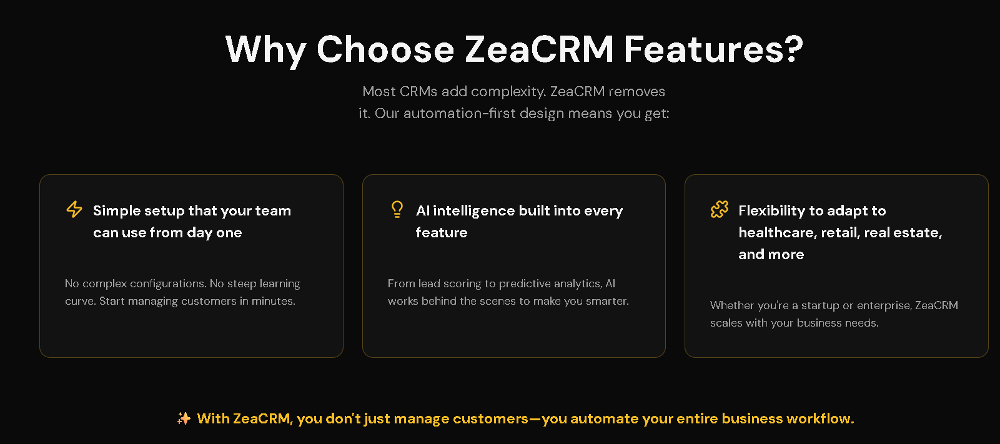 Why Choose ZeaCRM Features?
Most CRMs add complexity. ZeaCRM removes
it. Our automation-first design means you get:
Simple setup that your team
can use from day one
No complex configurations. No steep learning
curve. Start managing customers in minutes.
AI intelligence built into every
feature
From lead scoring to predictive analytics, AI
works behind the scenes to make you smarter.
Flexibility to adapt to
healthcare, retail, real estate,
and more
Whether you're a startup or enterprise, ZeaCRM
scales with your business needs.
✨ With ZeaCRM, you don't just manage customers—you automate your entire business workflow.